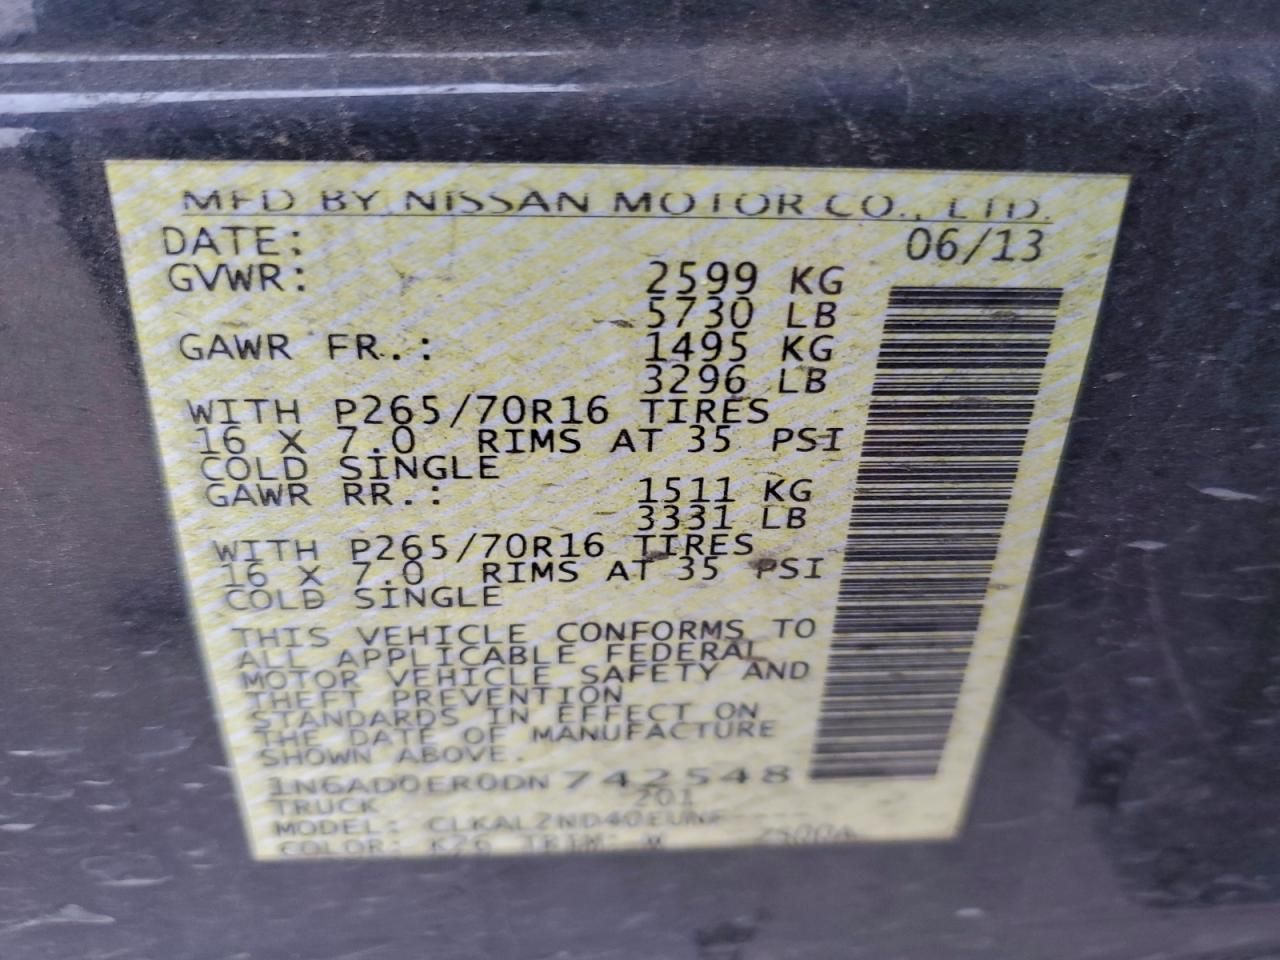 MFD BY NISSAN MOTOR CO., LTD.
DATE: 06/13
GVWR: 2599 KG
5730 LB
GAWR FR.: 1495 KG
3296 LB
WITH P265/70R16 TIRES
16 X 7.0 RIMS AT 35 PSI
COLD SINGLE
GAWR RR.: 1511 KG
3331 LB
WITH P265/70R16 TIRES
16 X 7.0 RIMS AT 35 PSI
COLD SINGLE
THIS VEHICLE CONFORMS TO
ALL APPLICABLE FEDERAL
MOTOR VEHICLE SAFETY AND
THEFT PREVENTION
STANDARDS IN EFFECT ON
THE DATE OF MANUFACTURE
SHOWN ABOVE.
1N6AD0ER0DN742548
TRUCK 201
MODEL:
COLOR: K26 TRIM: W